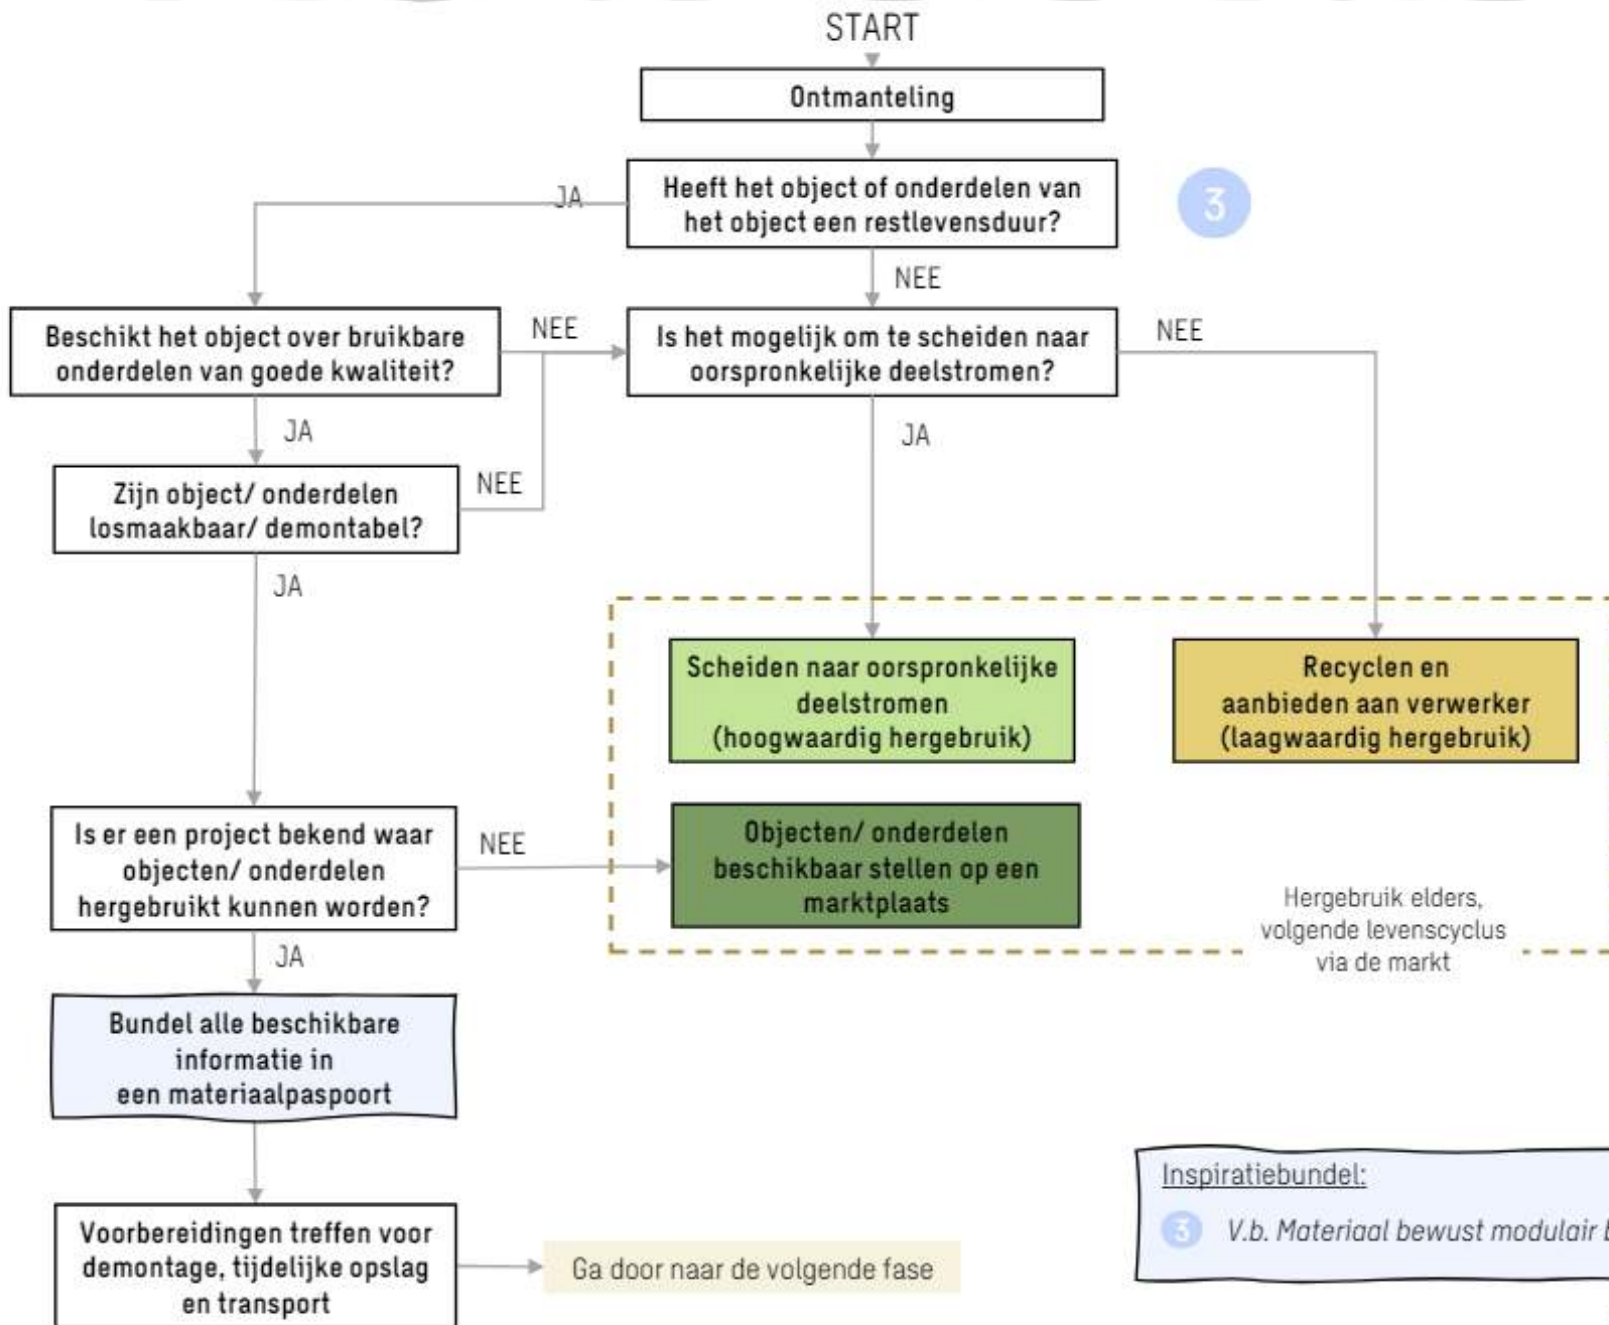 START
Ontmanteling
Heeft het object of onderdelen van
het object een restlevensduur?
3
JA
NEE
Beschikt het object over bruikbare
onderdelen van goede kwaliteit?
NEE
Is het mogelijk om te scheiden naar
oorspronkelijke deelstromen?
NEE
JA
JA
Zijn object/ onderdelen
losmaakbaar/ demontabel?
NEE
JA
Scheiden naar oorspronkelijke
deelstromen
(hoogwaardig hergebruik)
Recyclen en
aanbieden aan verwerker
(laagwaardig hergebruik)
Is er een project bekend waar
objecten/ onderdelen
hergebruikt kunnen worden?
NEE
Objecten/ onderdelen
beschikbaar stellen op een
marktplaats
Hergebruik elders,
volgende levenscyclus
via de markt
JA
Bundel alle beschikbare
informatie in
een materiaalpaspoort
Voorbereidingen treffen voor
demontage, tijdelijke opslag
en transport
Ga door naar de volgende fase
Inspiratiebundel:
3 V.b. Materiaal bewust modulair